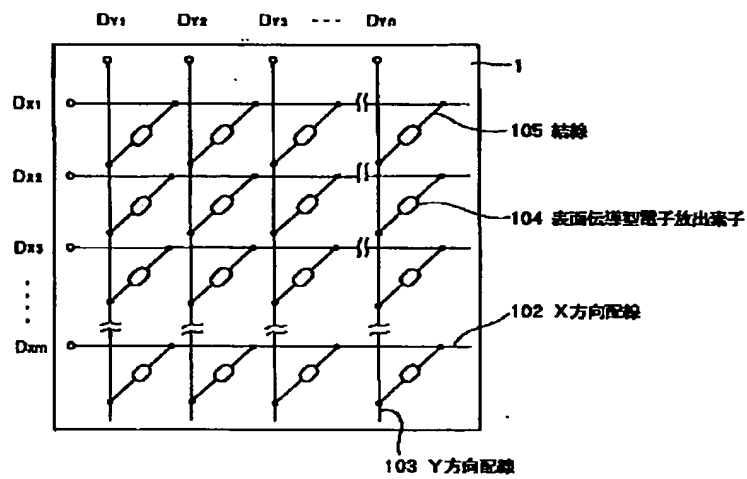 Dy1 Dy2 Dy3 --- Dyn
1
Dx1
105 結線
Dx2
104 表面伝導型電子放出素子
Dx3
102 X方向配線
Dxm
103 Y方向配線